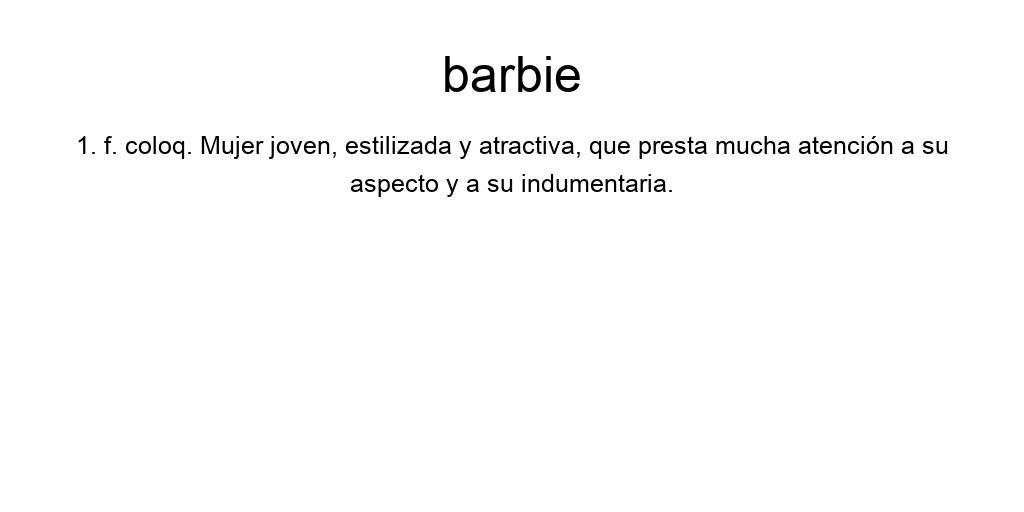 barbie
1. f. coloq. Mujer joven, estilizada y atractiva, que presta mucha atención a su
aspecto y a su indumentaria.